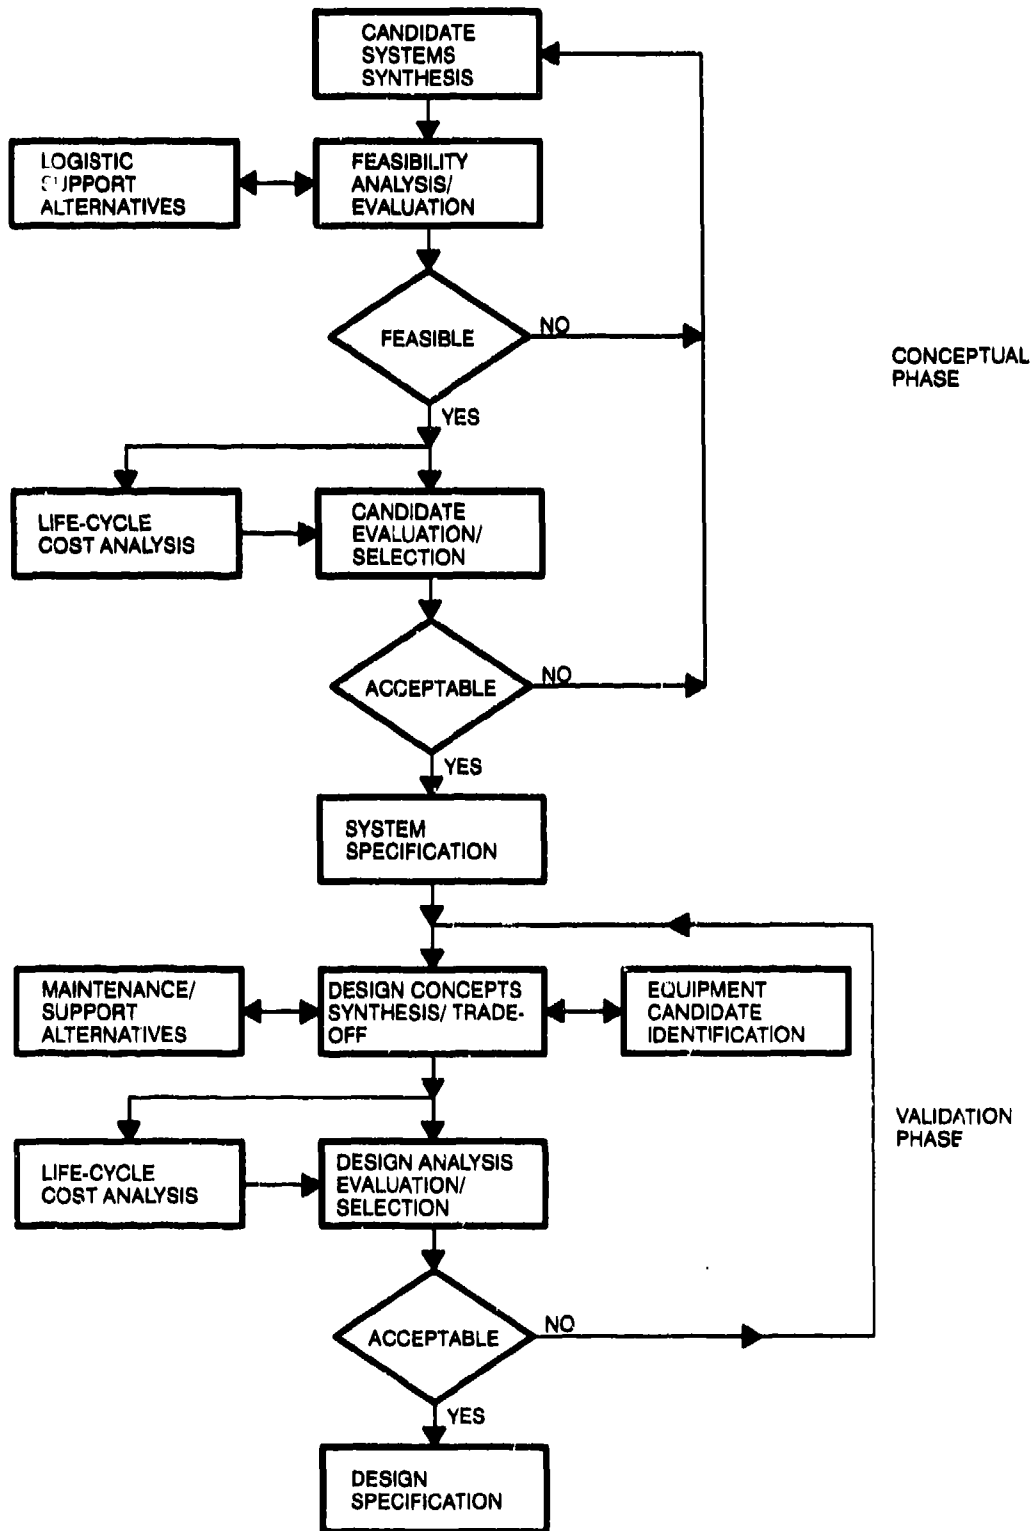 CANDIDATE
SYSTEMS
SYNTHESIS
LOGISTIC
SUPPORT
ALTERNATIVES
FEASIBILITY
ANALYSIS/
EVALUATION
FEASIBLE
NO
CONCEPTUAL
PHASE
YES
LIFE-CYCLE
COST ANALYSIS
CANDIDATE
EVALUATION/
SELECTION
ACCEPTABLE
NO
YES
SYSTEM
SPECIFICATION
MAINTENANCE/
SUPPORT
ALTERNATIVES
DESIGN CONCEPTS
SYNTHESIS/ TRADE-
OFF
EQUIPMENT
CANDIDATE
IDENTIFICATION
VALIDATION
PHASE
LIFE-CYCLE
COST ANALYSIS
DESIGN ANALYSIS
EVALUATION/
SELECTION
ACCEPTABLE
NO
YES
DESIGN
SPECIFICATION